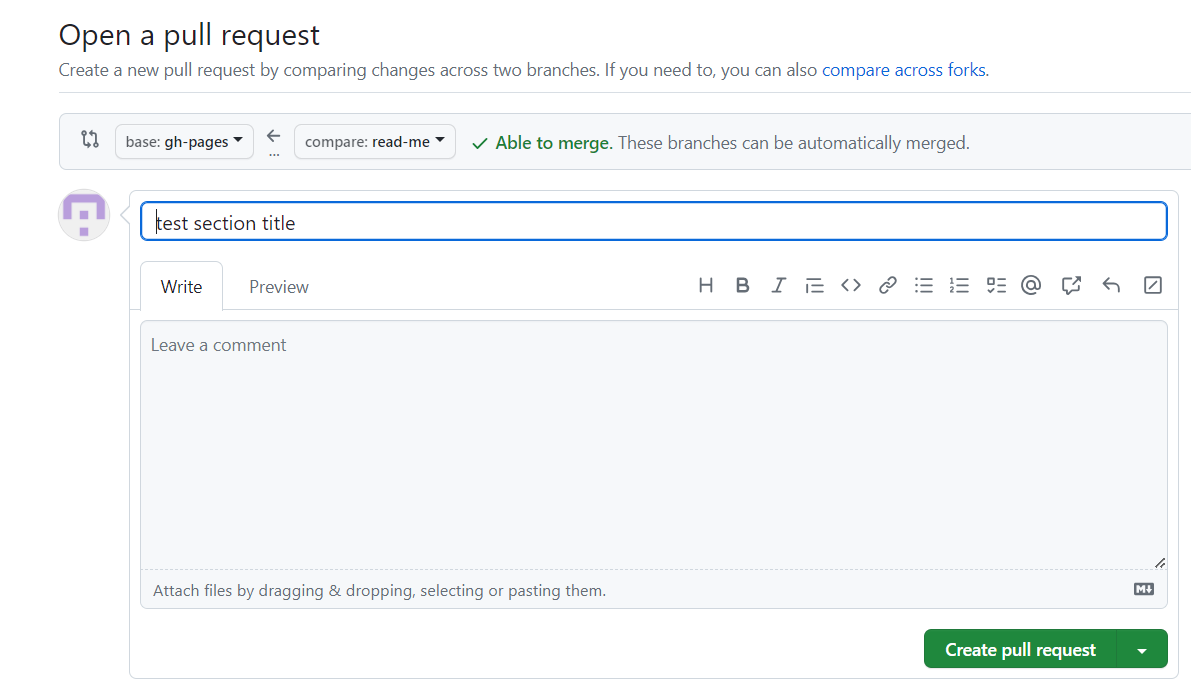 Open a pull request
Create a new pull request by comparing changes across two branches. If you need to, you can also compare across forks.
base: gh-pages ... compare: read-me Able to merge. These branches can be automatically merged.
test section title
Write Preview
Leave a comment
Attach files by dragging & dropping, selecting or pasting them.
Create pull request